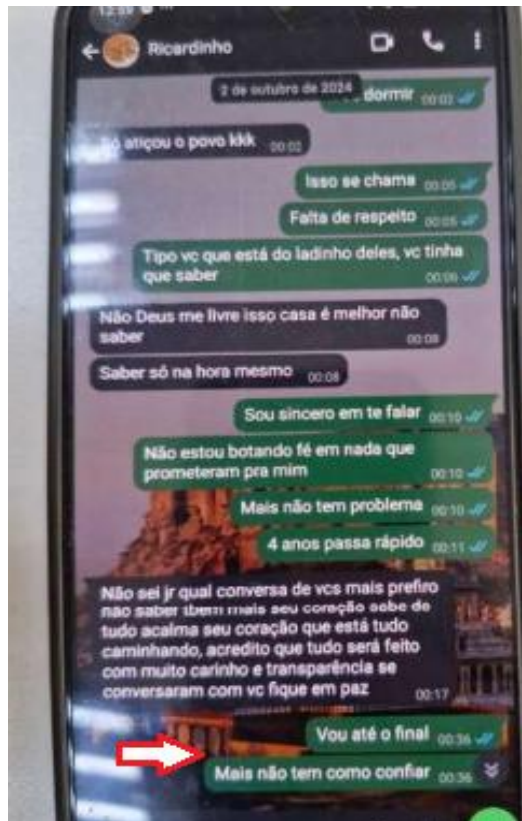 Ricardinho
2 de outubro de 2024
dormir 00:02
atiçou o povo kkk 00:02
Isso se chama 00:05
Falta de respeito 00:05
Tipo vc que está do ladinho deles, vc tinha
que saber 00:06
Não Deus me livre isso casa é melhor não
saber 00:08
Saber só na hora mesmo 00:08
Sou sincero em te falar 00:10
Não estou botando fé em nada que
prometeram pra mim 00:10
Mais não tem problema 00:10
4 anos passa rápido 00:11
Não sei jr qual conversa de vcs mais prefiro
não saber tbem mais seu coração sabe de
tudo acalma seu coração que está tudo
caminhando, acredito que tudo será feito
com muito carinho e transparência se
conversaram com vc fique em paz 00:17
Vou até o final 00:36
Mais não tem como confiar 00:36